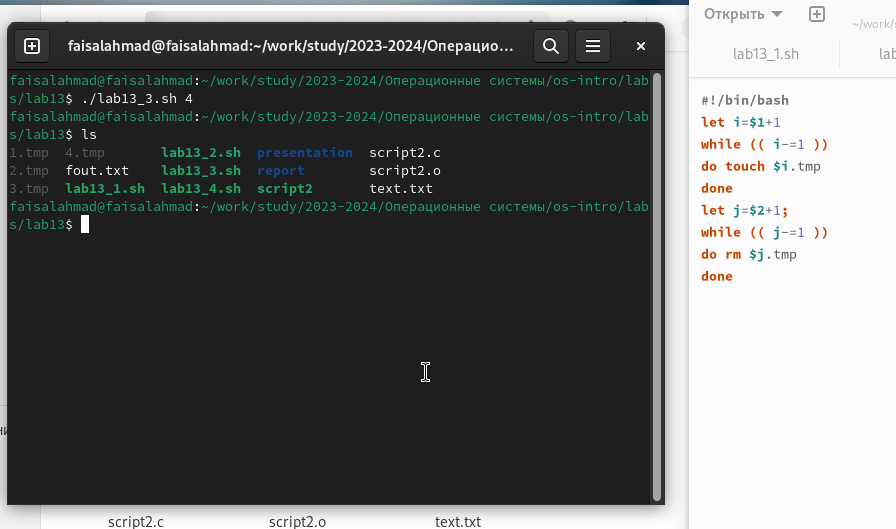 Открыть
~/work/s
faisalahmad@faisalahmad:~/work/study/2023-2024/Операцио...
lab13_1.sh
lab
faisalahmad@faisalahmad:~/work/study/2023-2024/Операционные системы/os-intro/lab
s/lab13$ ./lab13_3.sh 4
faisalahmad@faisalahmad:~/work/study/2023-2024/Операционные системы/os-intro/lab
s/lab13$ ls
1.tmp 4.tmp lab13_2.sh presentation script2.c
2.tmp fout.txt lab13_3.sh report script2.o
3.tmp lab13_1.sh lab13_4.sh script2 text.txt
faisalahmad@faisalahmad:~/work/study/2023-2024/Операционные системы/os-intro/lab
s/lab13$
#!/bin/bash
let i=$1+1
while (( i-=1 ))
do touch $i.tmp
done
let j=$2+1;
while (( j-=1 ))
do rm $j.tmp
done
script2.c script2.o text.txt